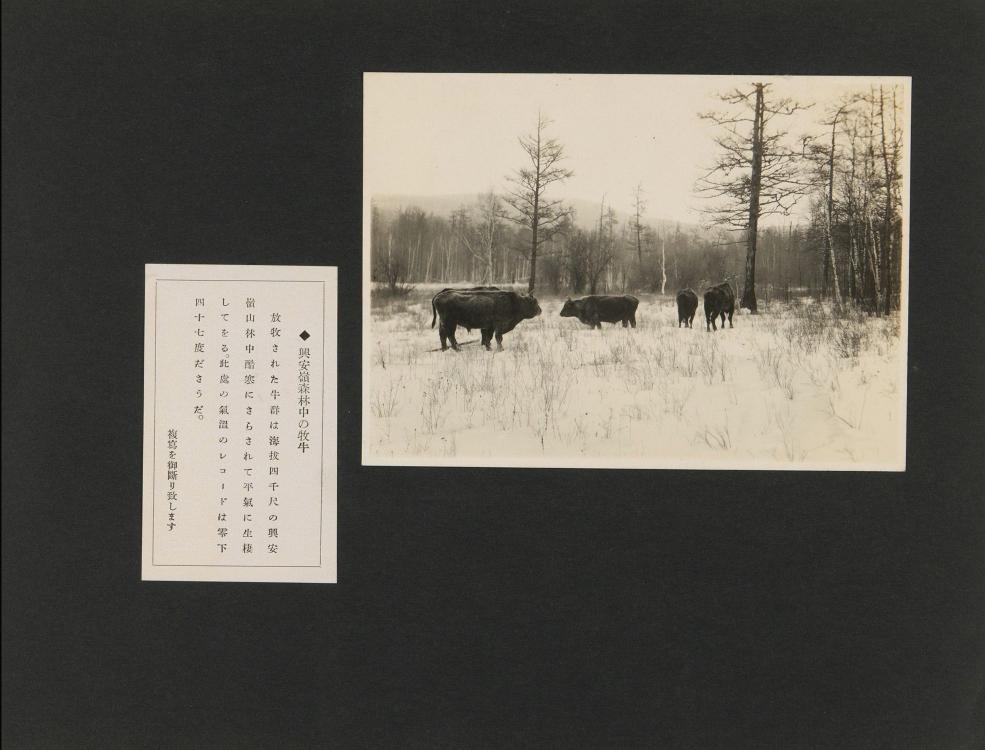 ◆興安嶺森林中の牧牛
放牧された牛群は海拔四千尺の興安
嶺山林中酷寒にさらされて平氣に生棲
してをる。此處の氣溫のレコードは零下
四十七度ださうだ。
複寫を御斷り致します